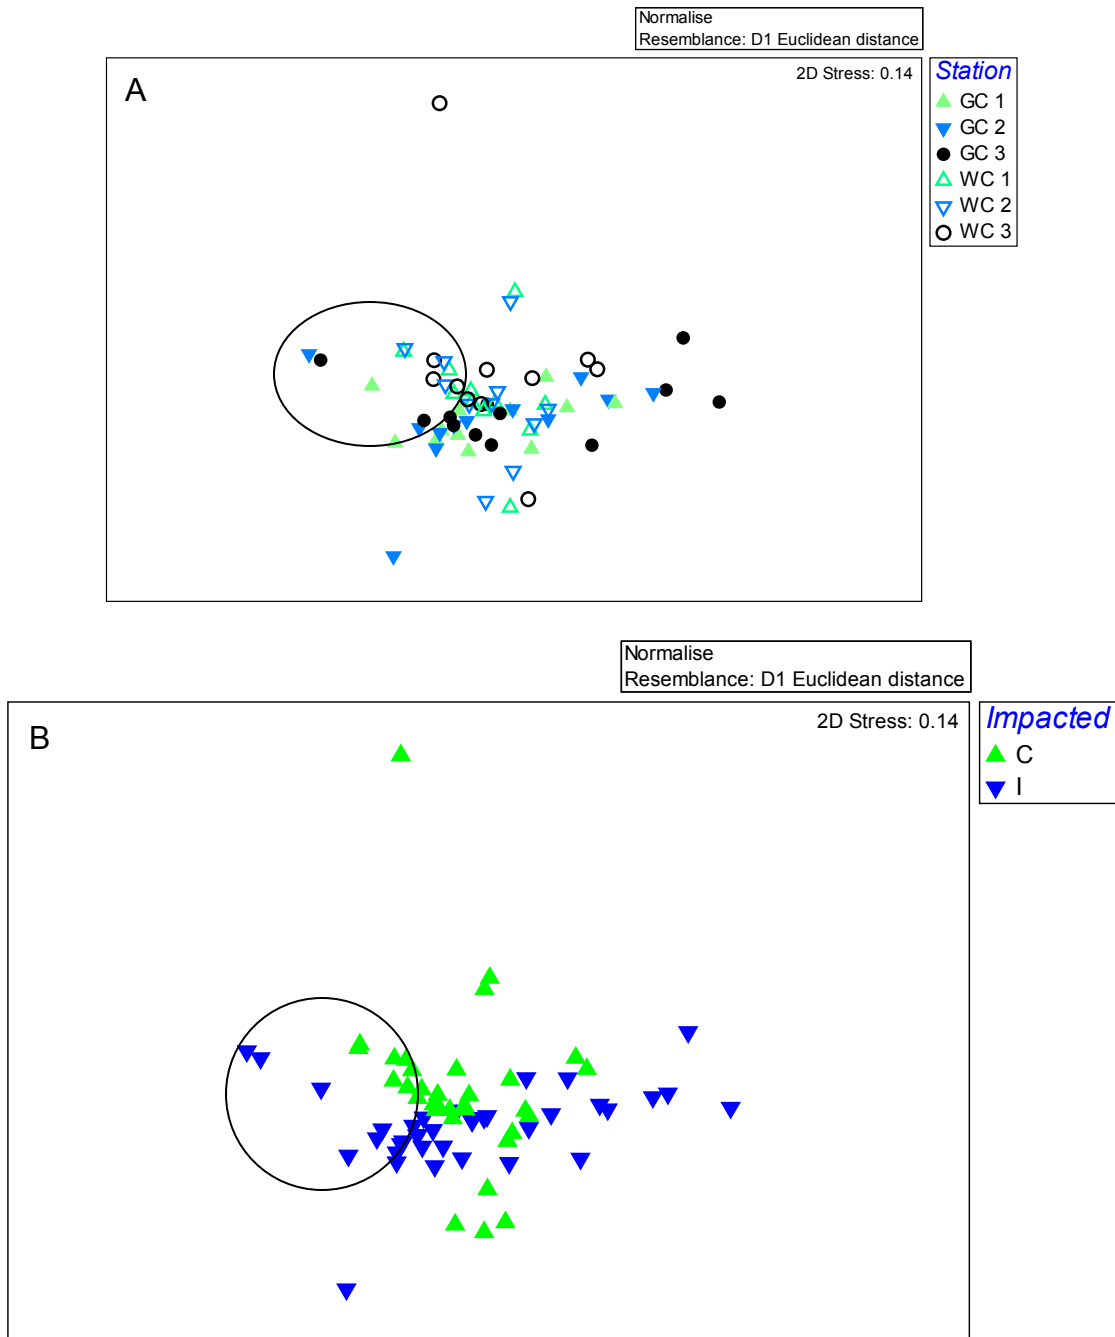 Normalise
Resemblance: D1 Euclidean distance
A
2D Stress: 0.14
Station
GC 1
GC 2
GC 3
WC 1
WC 2
WC 3
Normalise
Resemblance: D1 Euclidean distance
B
2D Stress: 0.14
Impacted
C
I